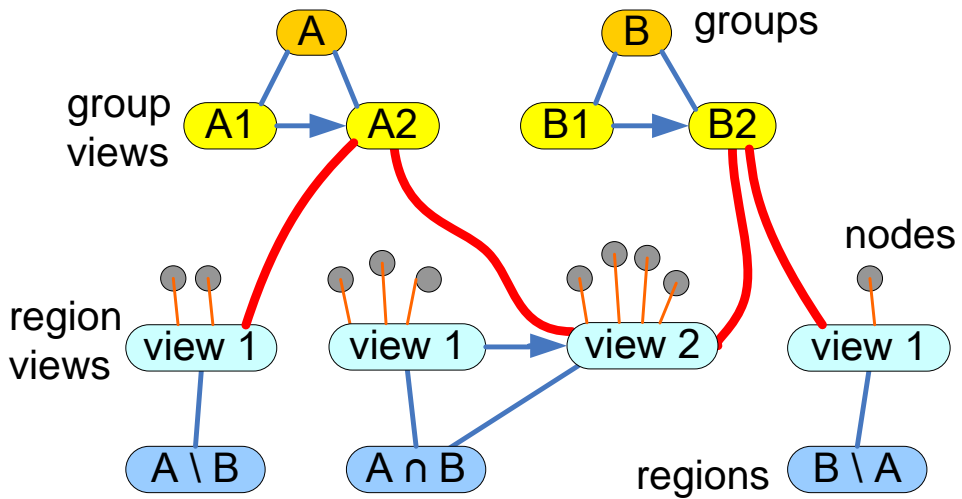 A
B
groups
group
views
A1
A2
B1
B2
nodes
region
views
view 1
view 1
view 2
view 1
A \ B
A ∩ B
regions
B \ A